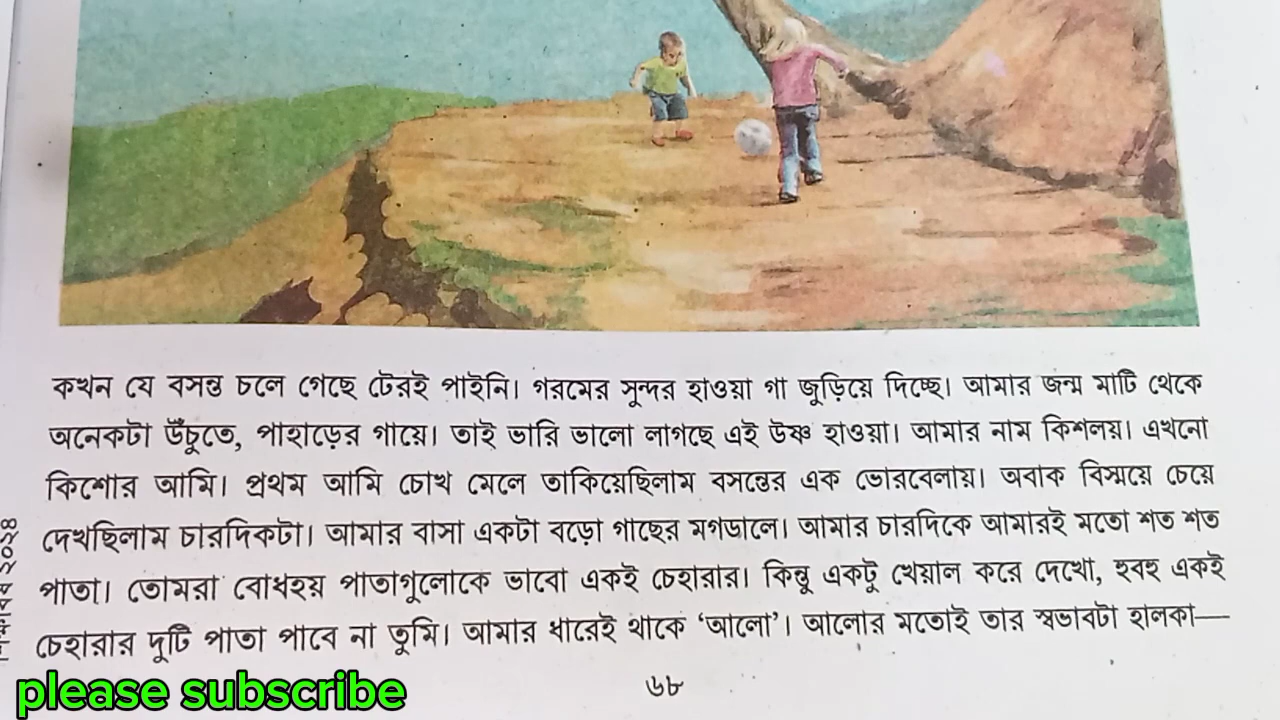 কখন যে বসন্ত চলে গেছে টেরই পাইনি। গরমের সুন্দর হাওয়া গা জুড়িয়ে দিচ্ছে। আমার জন্ম মাটি থেকে
অনেকটা উঁচুতে, পাহাড়ের গায়ে। তাই ভারি ভালো লাগছে এই উষ্ণ হাওয়া। আমার নাম কিশলয়। এখনো
কিশোর আমি। প্রথম আমি চোখ মেলে তাকিয়েছিলাম বসন্তের এক ভোরবেলায়। অবাক বিস্ময়ে চেয়ে
দেখছিলাম চারদিকটা। আমার বাসা একটা বড়ো গাছের মগডালে। আমার চারদিকে আমারই মতো শত শত
পাতা। তোমরা বোধহয় পাতাগুলোকে ভাবো একই চেহারার। কিন্তু একটু খেয়াল করে দেখো, হুবহু একই
চেহারার দুটি পাতা পাবে না তুমি। আমার ধারেই থাকে ‘আলো’। আলোর মতোই তার স্বভাবটা হালকা—
৬৮
please subscribe
২০২৪